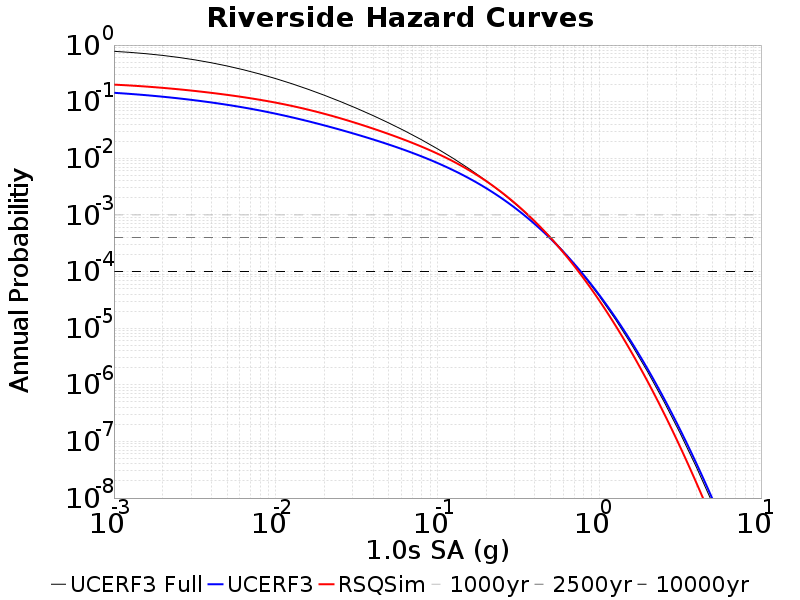 Riverside Hazard Curves
10^0
10^-1
10^-2
10^-3
10^-4
10^-5
10^-6
10^-7
10^-8
Annual Probabilitiy
10^-3 10^-2 10^-1 10^0 10^1
1.0s SA (g)
UCERF3 Full UCERF3 RSQSim 1000yr 2500yr 10000yr